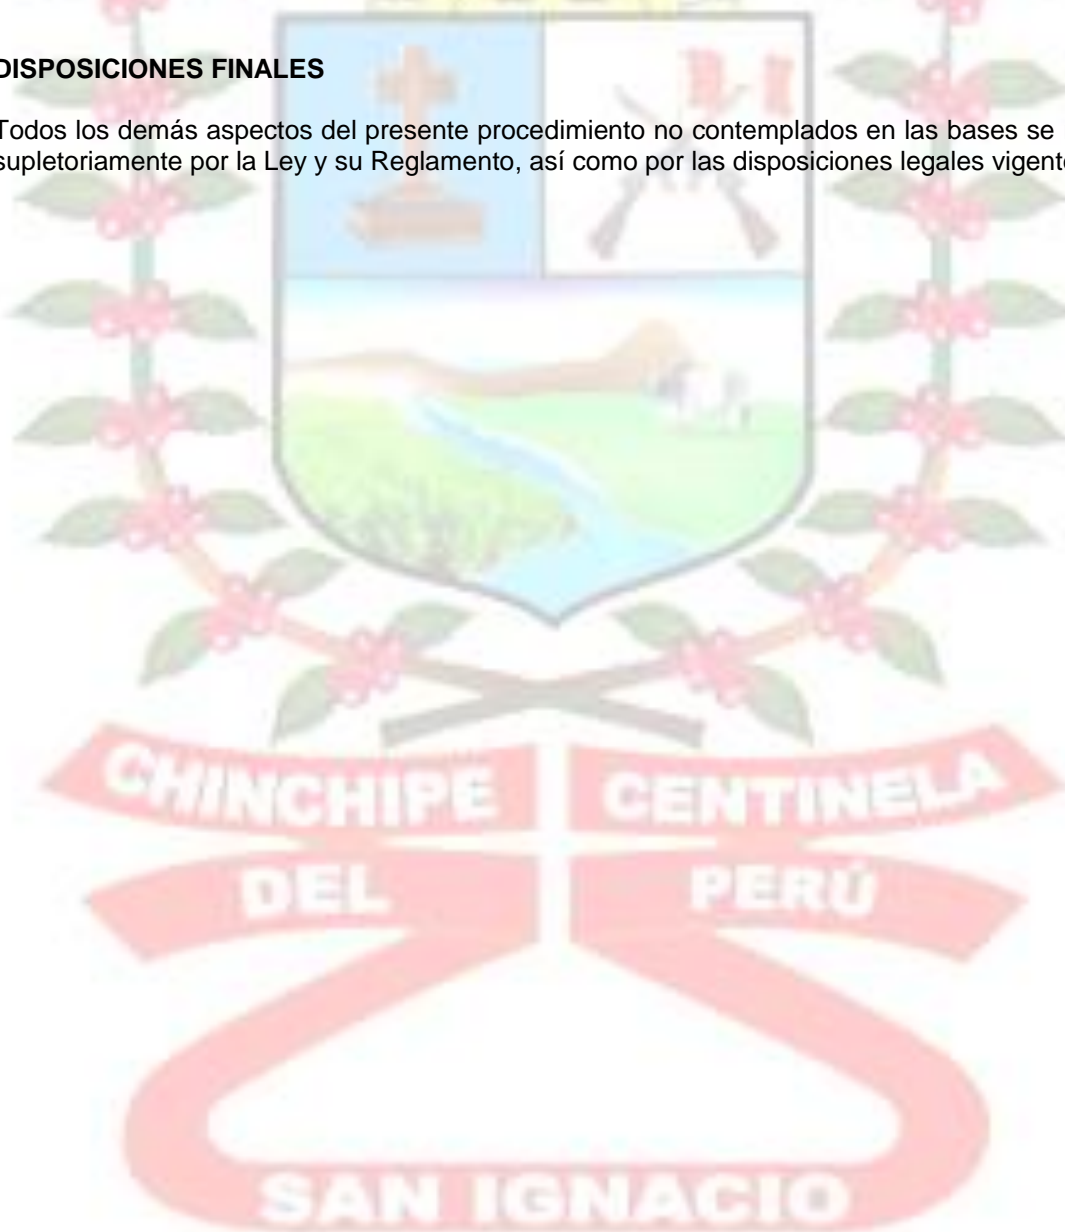 DISPOSICIONES FINALES
Todos los demás aspectos del presente procedimiento no contemplados en las bases se
supletoriamente por la Ley y su Reglamento, así como por las disposiciones legales
CHINCHIPE CENTINELA
DEL PERÚ
SAN IGNACIO